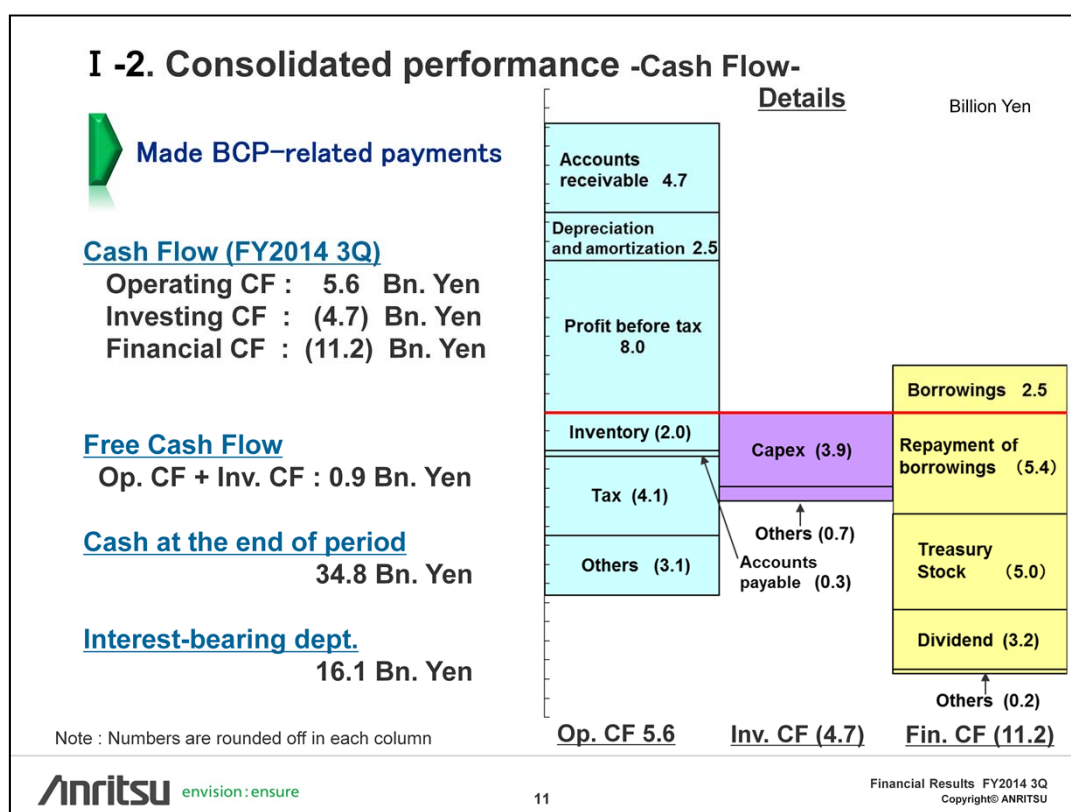 Ⅰ -2. Consolidated performance -Cash Flow-
Details
Billion Yen
Made BCP-related payments
Cash Flow (FY2014 3Q)
Operating CF : 5.6 Bn. Yen
Investing CF : (4.7) Bn. Yen
Financial CF : (11.2) Bn. Yen
Free Cash Flow
Op. CF + Inv. CF : 0.9 Bn. Yen
Cash at the end of period
34.8 Bn. Yen
Interest-bearing dept.
16.1 Bn. Yen
Note : Numbers are rounded off in each column
Accounts
receivable 4.7
Depreciation
and amortization 2.5
Profit before tax
8.0
Inventory (2.0)
Tax (4.1)
Others (3.1)
Capex (3.9)
Others (0.7)
Accounts
payable (0.3)
Borrowings 2.5
Repayment of
borrowings （5.4）
Treasury
Stock （5.0）
Dividend (3.2)
Others (0.2)
Op. CF 5.6
Inv. CF (4.7)
Fin. CF (11.2)
Anritsu envision : ensure
11
Financial Results FY2014 3Q
Copyright© ANRITSU